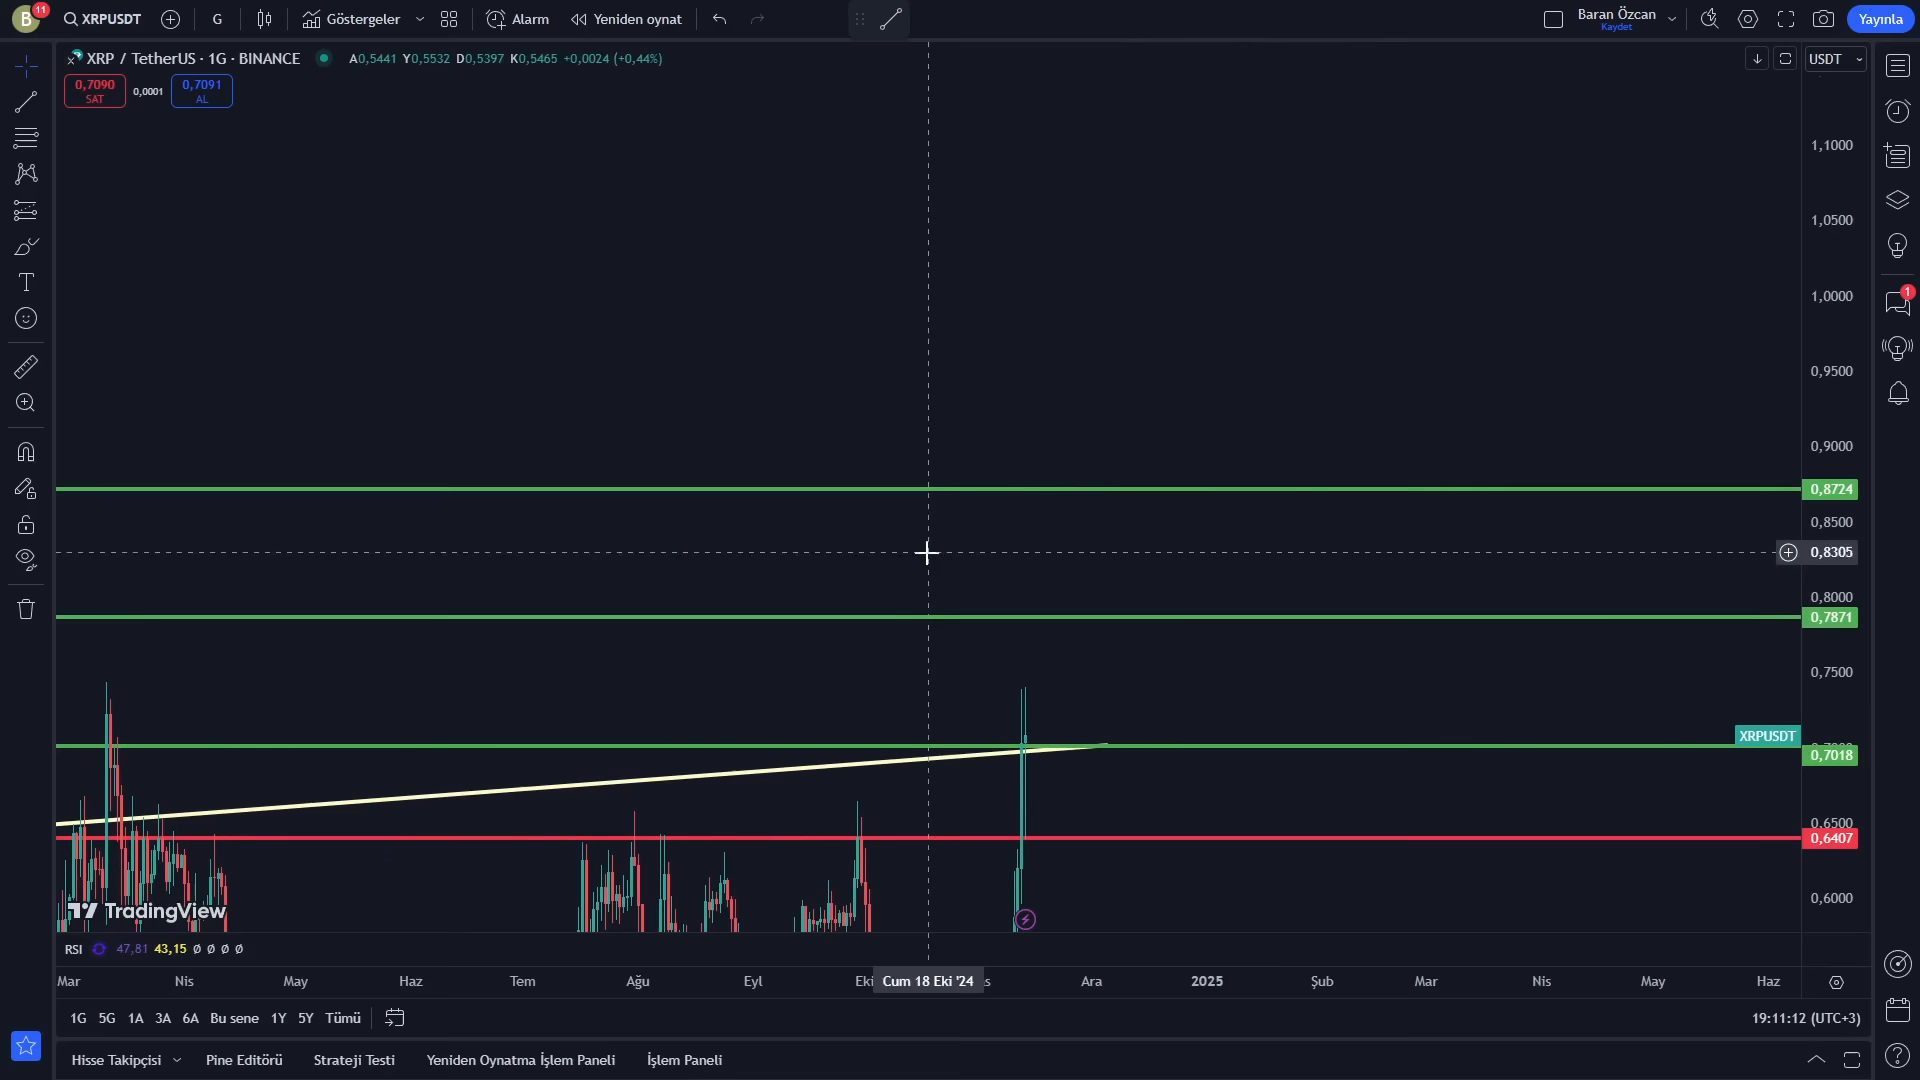 B 11 XRPUSDT G Göstergeler Alarm Yeniden oynat Baran Özcan Kaydet Yayınla
XRP / TetherUS · 1G · BINANCE A0,5441 Y0,5532 D0,5397 K0,5465 +0,0024 (+0,44%) USDT
0,7090 SAT 0,0001 0,7091 AL
1,1000
1,0500
1,0000
1
0,9500
0,9000
0,8724
0,8500
0,8305
0,8000
0,7871
0,7500
XRPUSDT
0,7018
0,6500
0,6407
0,6000
TradingView
RSI 47,81 43,15 Ø Ø Ø Ø
Mar Nis May Haz Tem Ağu Eyl Eki Cum 18 Eki '24 s Ara 2025 Şub Mar Nis May Haz
1G 5G 1A 3A 6A Bu sene 1Y 5Y Tümü 19:11:12 (UTC+3)
Hisse Takipçisi Pine Editörü Strateji Testi Yeniden Oynatma İşlem Paneli İşlem Paneli